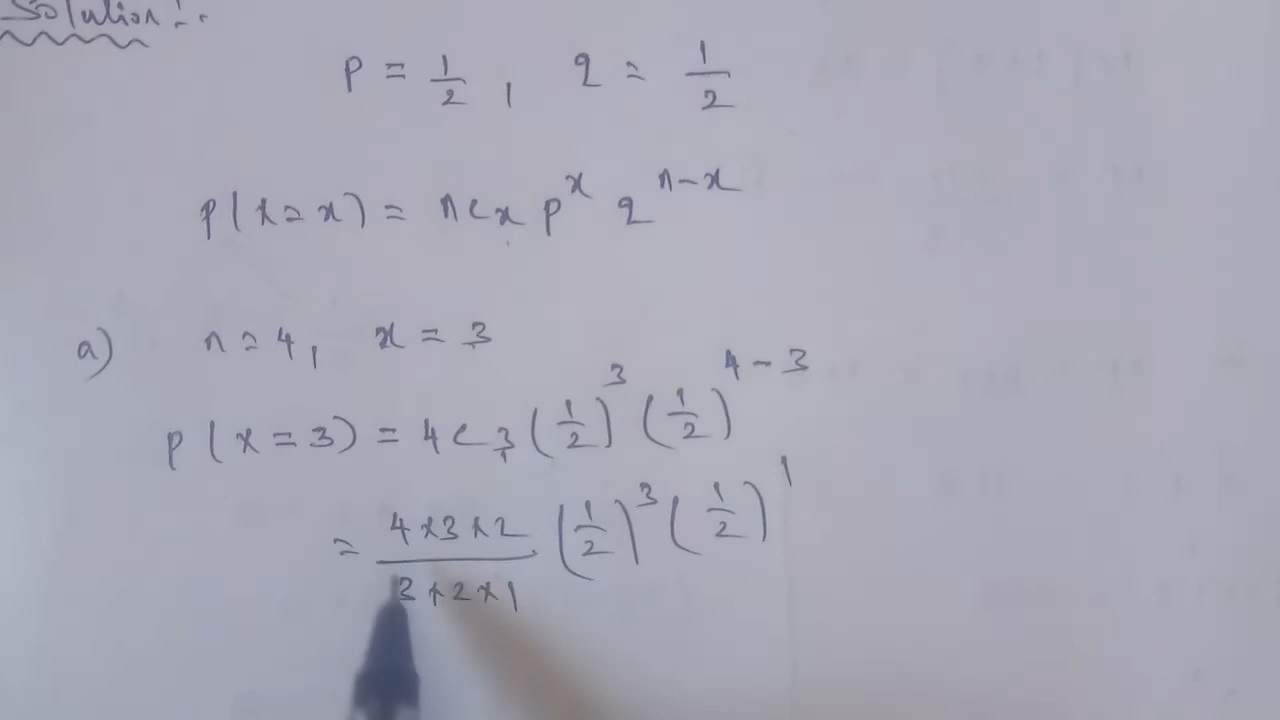 Solution:-
P = 1/2, q = 1/2
P(X = x) = nCx p^x q^(n-x)
a) n = 4, x = 3
P(X = 3) = 4C3 (1/2)^3 (1/2)^(4-3)
= (4×3×2)/(3×2×1) (1/2)^3 (1/2)^1